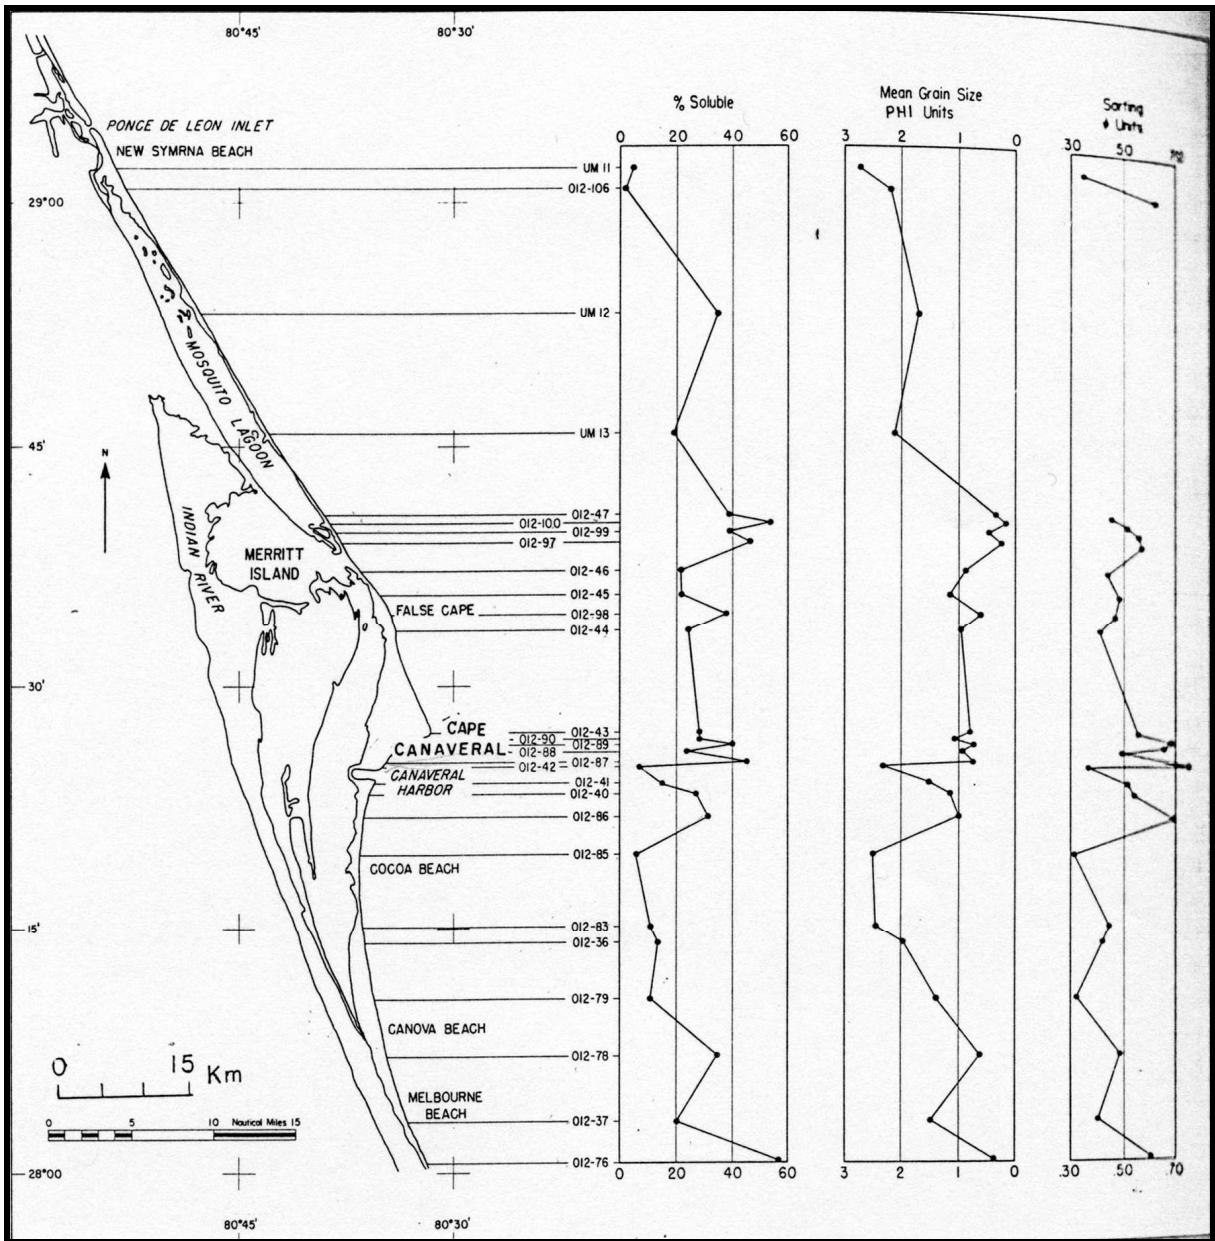 80°45'
80°30'
% Soluble
Mean Grain Size
PHI Units
Sorting
ϕ Units
0 20 40 60
3 2 1 0
.30 .50
PONCE DE LEON INLET
NEW SYMRNA BEACH
UM 11
012-106
29°00
UM 12
MOSQUITO LAGOON
UM 13
45'
N
012-47
012-100
012-99
012-97
INDIAN RIVER
MERRITT
ISLAND
012-46
012-45
FALSE CAPE
012-98
012-44
30'
CAPE
CANAVERAL
012-43
012-90
012-89
012-88
012-87
012-42
CANAVERAL
HARBOR
012-41
012-40
012-86
012-85
COCOA BEACH
15'
012-83
012-36
012-79
CANOVA BEACH
012-78
0 15 Km
MELBOURNE
BEACH
012-37
0 5 10 Nautical Miles 15
28°00
012-76
0 20 40 60
3 2 1 0
.30 .50 .70
80°45'
80°30'